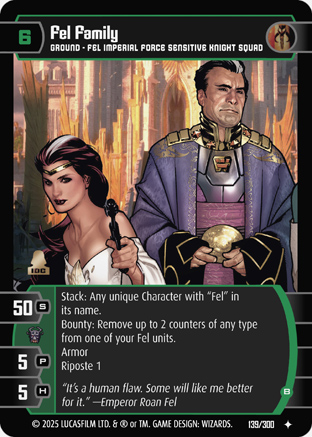 6
Fel Family
GROUND - FEL IMPERIAL FORCE SENSITIVE KNIGHT SQUAD
IDC
50 S
5 P
5 H
Stack: Any unique Character with “Fel” in
its name.
Bounty: Remove up to 2 counters of any type
from one of your Fel units.
Armor
Riposte 1
“It’s a human flaw. Some will like me better
for it.” —Emperor Roan Fel
B
© 2025 LUCASFILM LTD. & ® or TM. GAME DESIGN: WIZARDS.
139/300